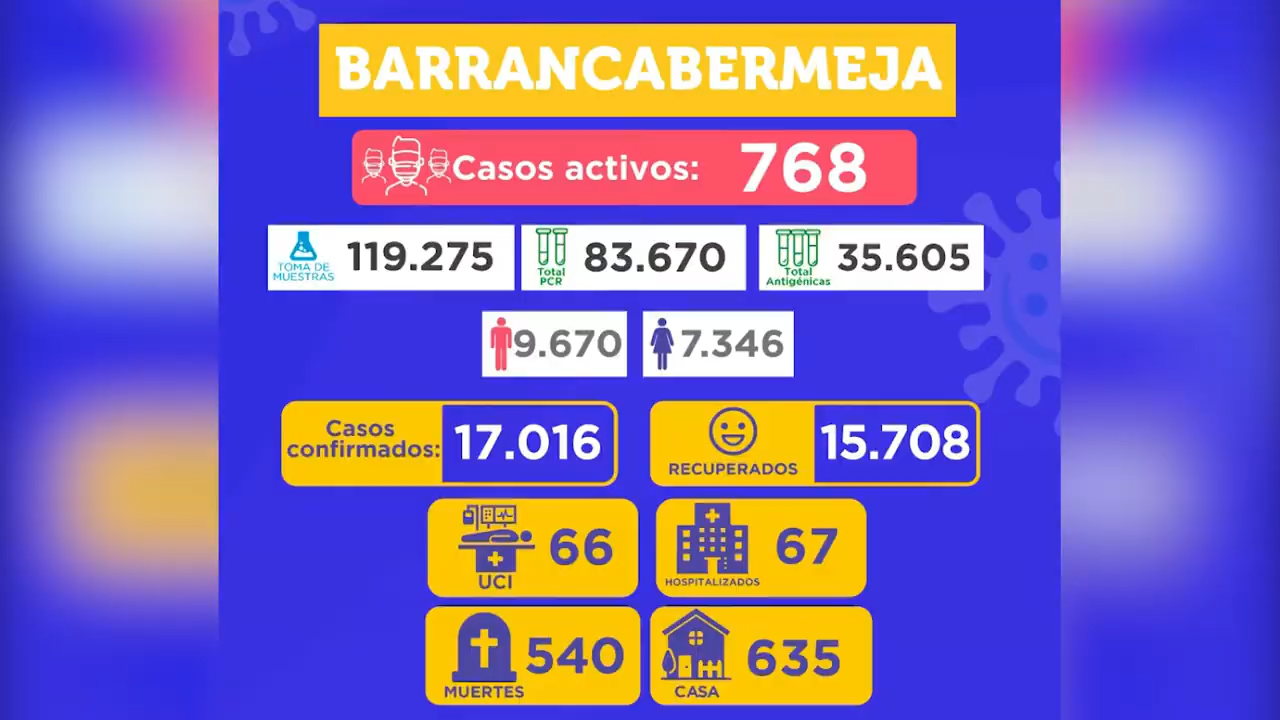 BARRANCABERMEJA
Casos activos: 768
TOMA DE
MUESTRAS
119.275
Total
PCR
83.670
Total
Antigénicas
35.605
9.670
7.346
Casos
confirmados:
17.016
RECUPERADOS
15.708
UCI
66
HOSPITALIZADOS
67
MUERTES
540
CASA
635